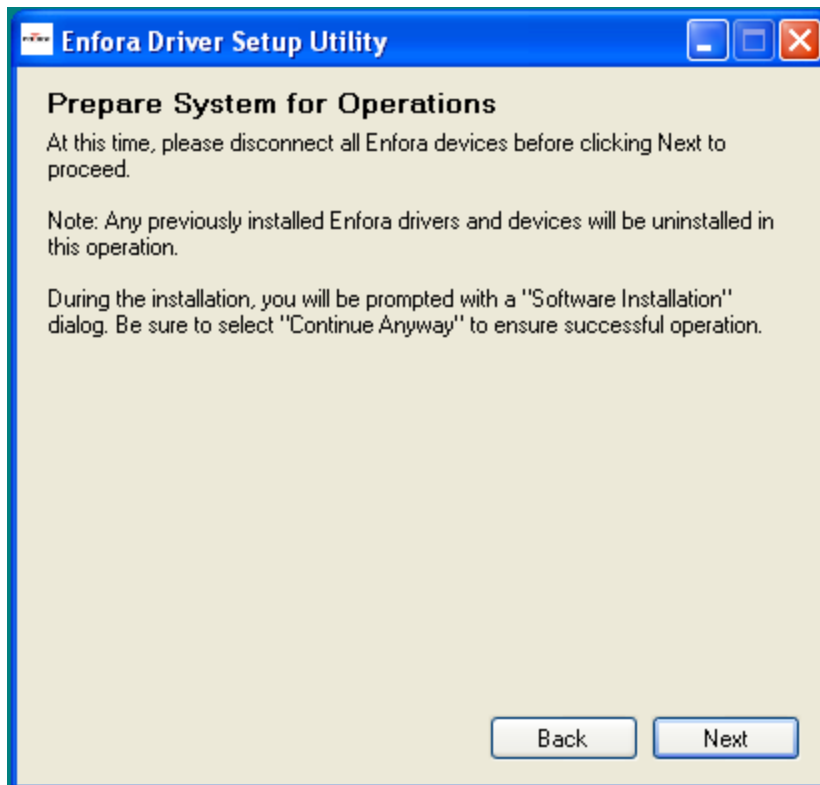 Enfora Driver Setup Utility
Prepare System for Operations
At this time, please disconnect all Enfora devices before clicking Next to
proceed.
Note: Any previously installed Enfora drivers and devices will be uninstalled in
this operation.
During the installation, you will be prompted with a "Software Installation"
dialog. Be sure to select "Continue Anyway" to ensure successful operation.
Back
Next